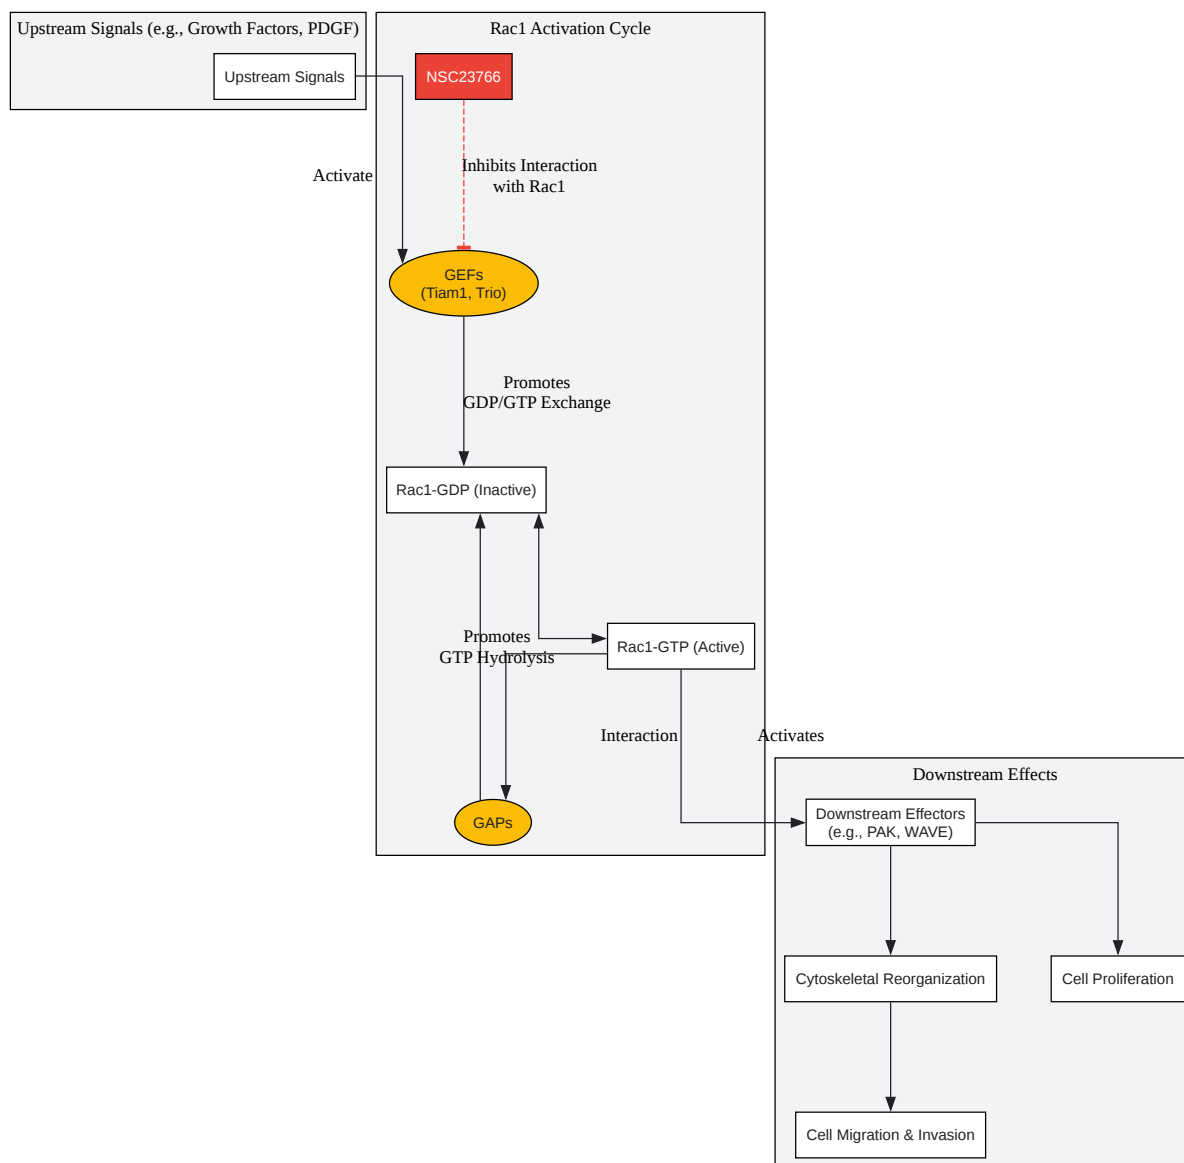 Upstream Signals (e.g., Growth Factors, PDGF)
Upstream Signals
Rac1 Activation Cycle
NSC23766
Activate
Inhibits Interaction
with Rac1
GEFs
(Tiam1, Trio)
Promotes
GDP/GTP Exchange
Rac1-GDP (Inactive)
Promotes
GTP Hydrolysis
Rac1-GTP (Active)
Interaction
Activates
GAPs
Downstream Effects
Downstream Effectors
(e.g., PAK, WAVE)
Cytoskeletal Reorganization
Cell Proliferation
Cell Migration & Invasion